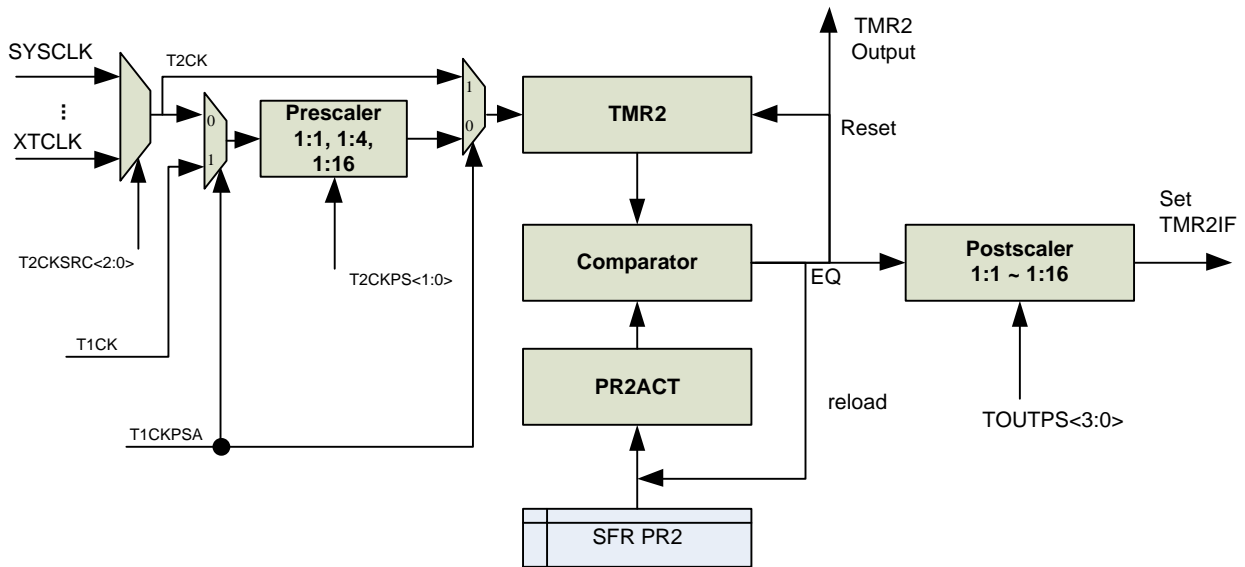 TMR2
Output
SYSCLK
T2CK
⋮
XTCLK
0
1
Prescaler
1:1, 1:4,
1:16
1
0
TMR2
Reset
Set
TMR2IF
T2CKSRC<2:0>
T2CKPS<1:0>
Comparator
EQ
Postscaler
1:1 ~ 1:16
T1CK
PR2ACT
reload
TOUTPS<3:0>
T1CKPSA
SFR PR2